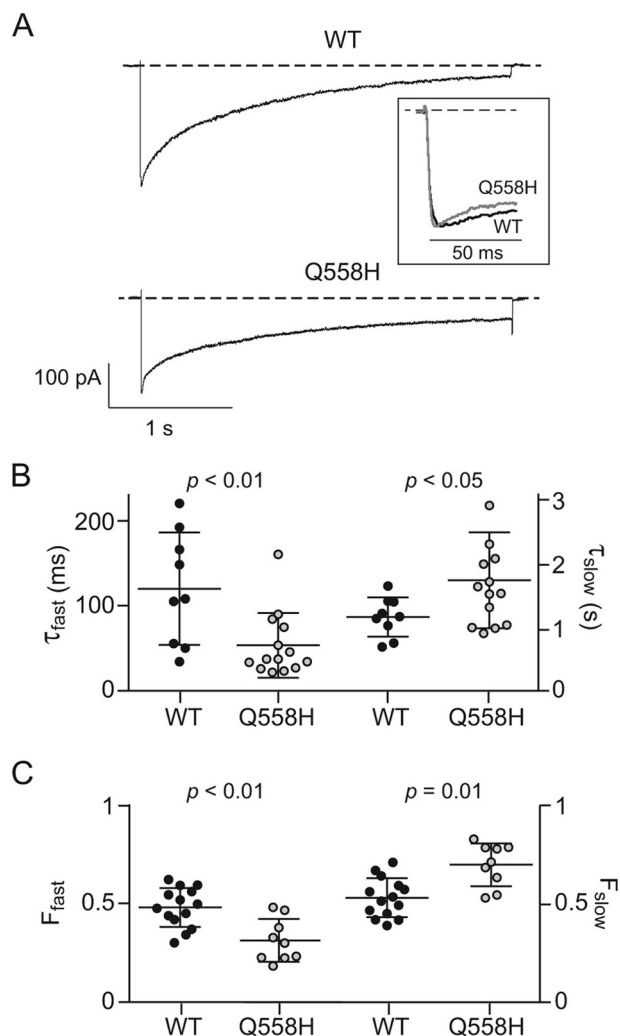 A
WT
Q558H
WT
50 ms
Q558H
100 pA
1 s
B
p < 0.01
p < 0.05
τfast (ms)
200
100
0
3
2
1
0
τslow (s)
WT
Q558H
WT
Q558H
C
p < 0.01
p = 0.01
Ffast
1
0.5
0
1
0.5
0
Fslow
WT
Q558H
WT
Q558H